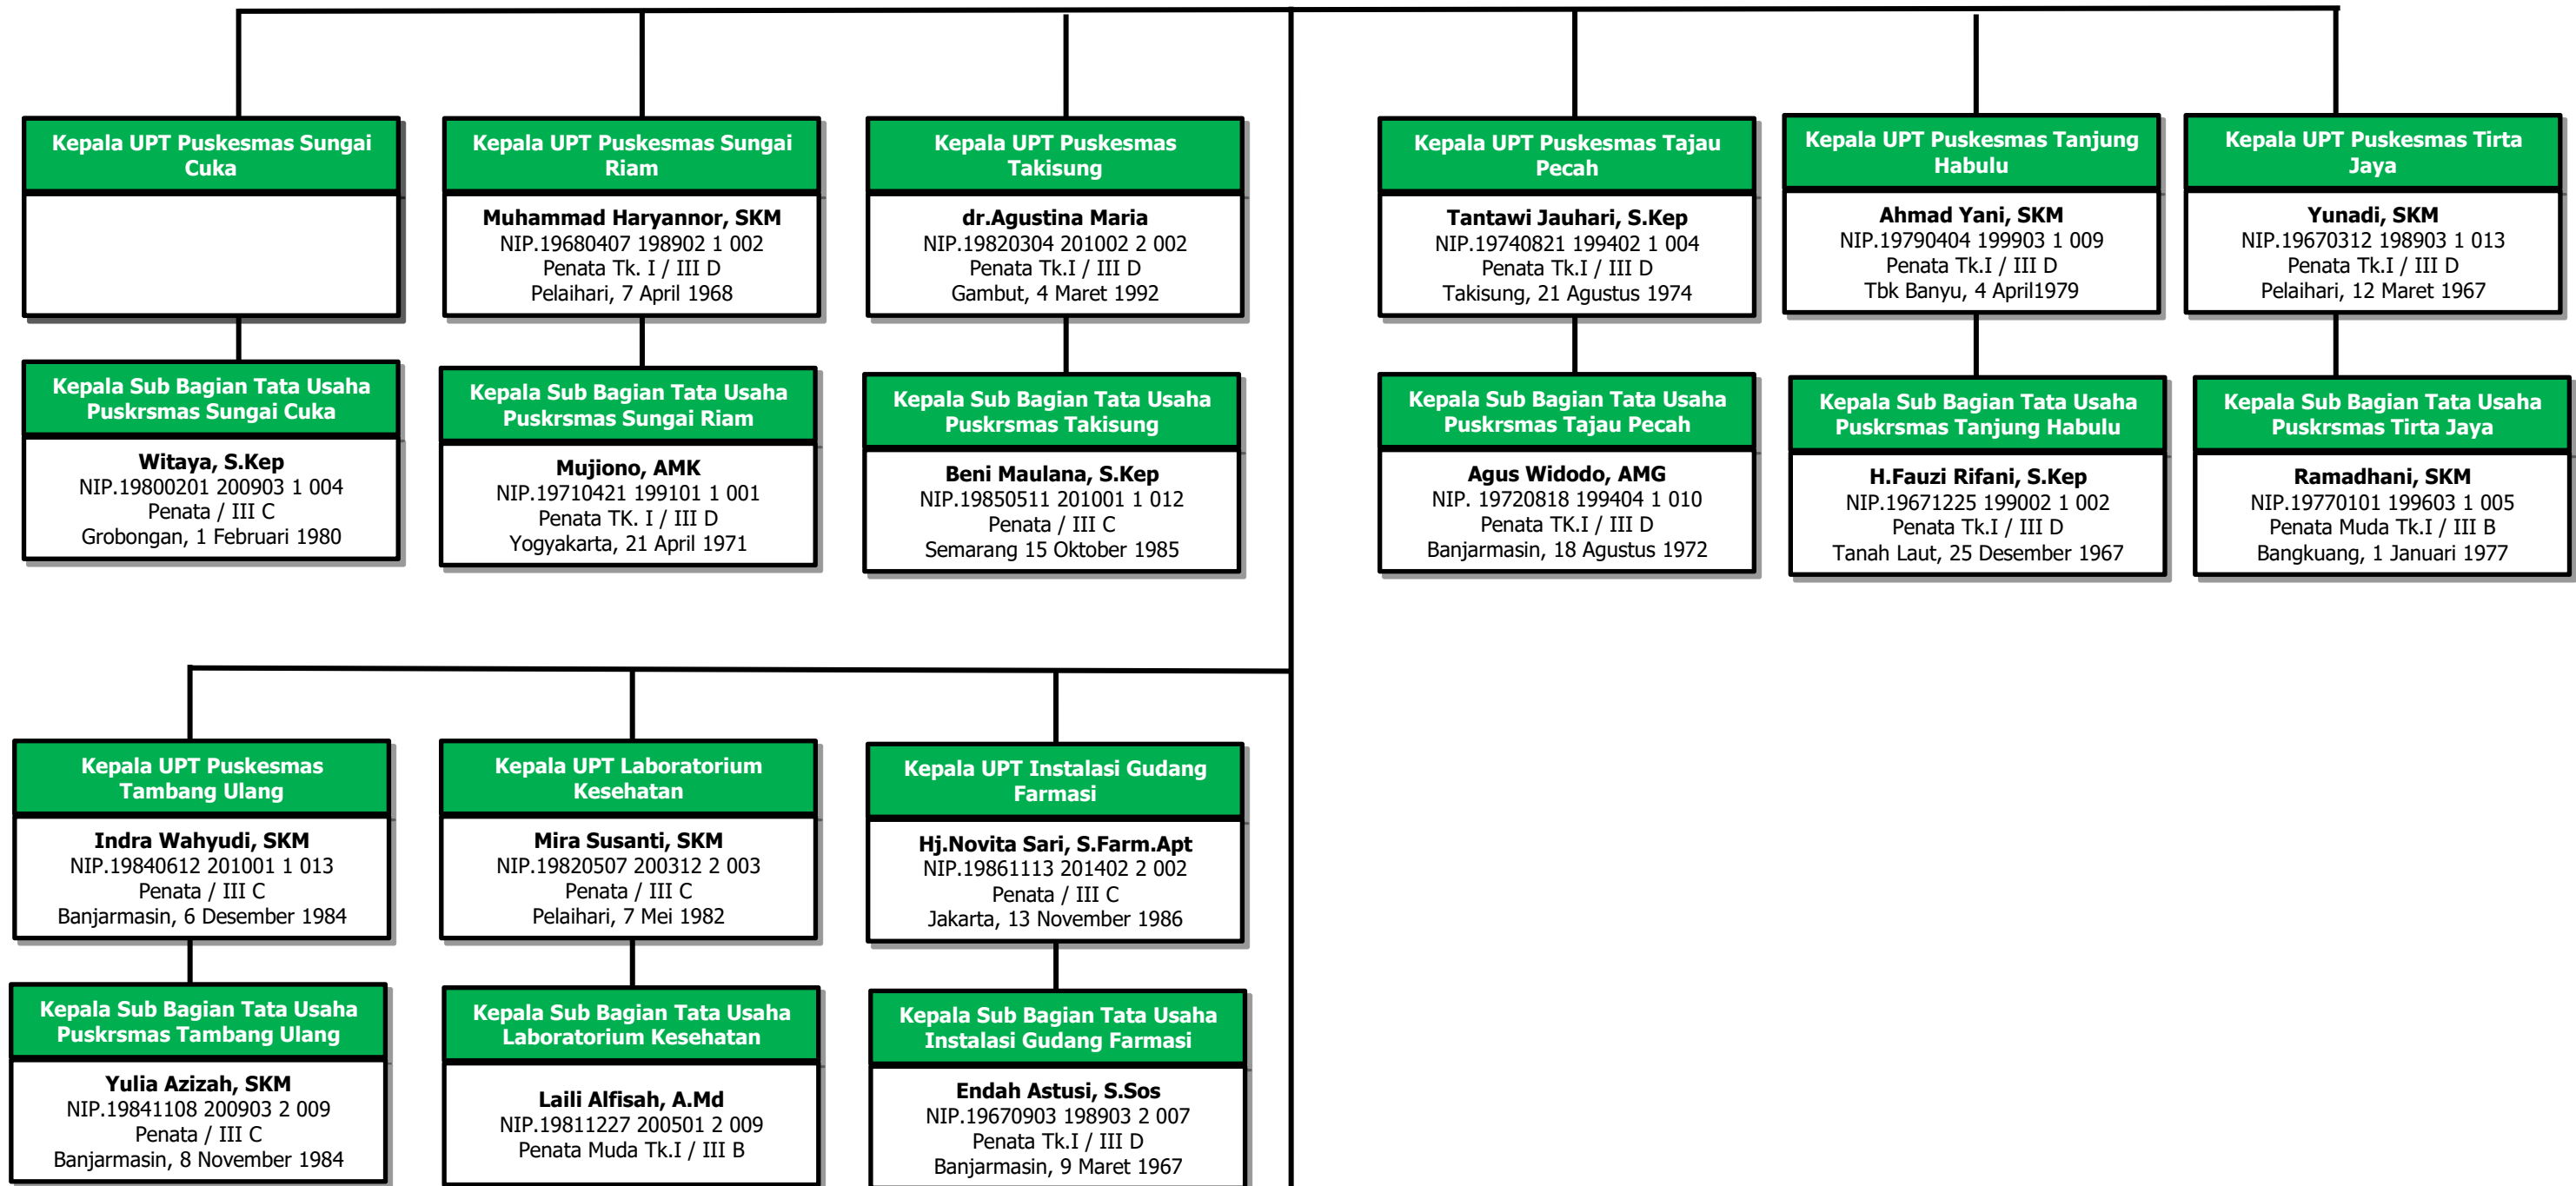 Kepala UPT Puskesmas Sungai
Cuka
Kepala Sub Bagian Tata Usaha
Puskrsmas Sungai Cuka
Witaya, S.Kep
NIP.19800201 200903 1 004
Penata / III C
Grobongan, 1 Februari 1980
Kepala UPT Puskesmas Sungai
Riam
Muhammad Haryannor, SKM
NIP.19680407 198902 1 002
Penata Tk. I / III D
Pelaihari, 7 April 1968
Kepala Sub Bagian Tata Usaha
Puskrsmas Sungai Riam
Mujiono, AMK
NIP.19710421 199101 1 001
Penata TK. I / III D
Yogyakarta, 21 April 1971
Kepala UPT Puskesmas
Takisung
dr.Agustina Maria
NIP.19820304 201002 2 002
Penata Tk.I / III D
Gambut, 4 Maret 1992
Kepala Sub Bagian Tata Usaha
Puskrsmas Takisung
Beni Maulana, S.Kep
NIP.19850511 201001 1 012
Penata / III C
Semarang 15 Oktober 1985
Kepala UPT Puskesmas Tajau
Pecah
Tantawi Jauhari, S.Kep
NIP.19740821 199402 1 004
Penata Tk.I / III D
Takisung, 21 Agustus 1974
Kepala Sub Bagian Tata Usaha
Puskrsmas Tajau Pecah
Agus Widodo, AMG
NIP. 19720818 199404 1 010
Penata TK.I / III D
Banjarmasin, 18 Agustus 1972
Kepala UPT Puskesmas Tanjung
Habulu
Ahmad Yani, SKM
NIP.19790404 199903 1 009
Penata Tk.I / III D
Tbk Banyu, 4 April1979
Kepala Sub Bagian Tata Usaha
Puskrsmas Tanjung Habulu
H.Fauzi Rifani, S.Kep
NIP.19671225 199002 1 002
Penata Tk.I / III D
Tanah Laut, 25 Desember 1967
Kepala UPT Puskesmas Tirta
Jaya
Yunadi, SKM
NIP.19670312 198903 1 013
Penata Tk.I / III D
Pelaihari, 12 Maret 1967
Kepala Sub Bagian Tata Usaha
Puskrsmas Tirta Jaya
Ramadhani, SKM
NIP.19770101 199603 1 005
Penata Muda Tk.I / III B
Bangkuang, 1 Januari 1977
Kepala UPT Puskesmas
Tambang Ulang
Indra Wahyudi, SKM
NIP.19840612 201001 1 013
Penata / III C
Banjarmasin, 6 Desember 1984
Kepala Sub Bagian Tata Usaha
Puskrsmas Tambang Ulang
Yulia Azizah, SKM
NIP.19841108 200903 2 009
Penata / III C
Banjarmasin, 8 November 1984
Kepala UPT Laboratorium
Kesehatan
Mira Susanti, SKM
NIP.19820507 200312 2 003
Penata / III C
Pelaihari, 7 Mei 1982
Kepala Sub Bagian Tata Usaha
Laboratorium Kesehatan
Laili Alfisah, A.Md
NIP.19811227 200501 2 009
Penata Muda Tk.I / III B
Kepala UPT Instalasi Gudang
Farmasi
Hj.Novita Sari, S.Farm.Apt
NIP.19861113 201402 2 002
Penata / III C
Jakarta, 13 November 1986
Kepala Sub Bagian Tata Usaha
Instalasi Gudang Farmasi
Endah Astusi, S.Sos
NIP.19670903 198903 2 007
Penata Tk.I / III D
Banjarmasin, 9 Maret 1967